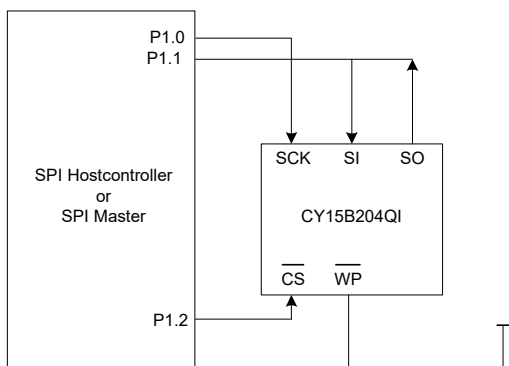 P1.0
P1.1
SCK SI SO
SPI Hostcontroller
or
SPI Master
CY15B204QI
CS WP
P1.2